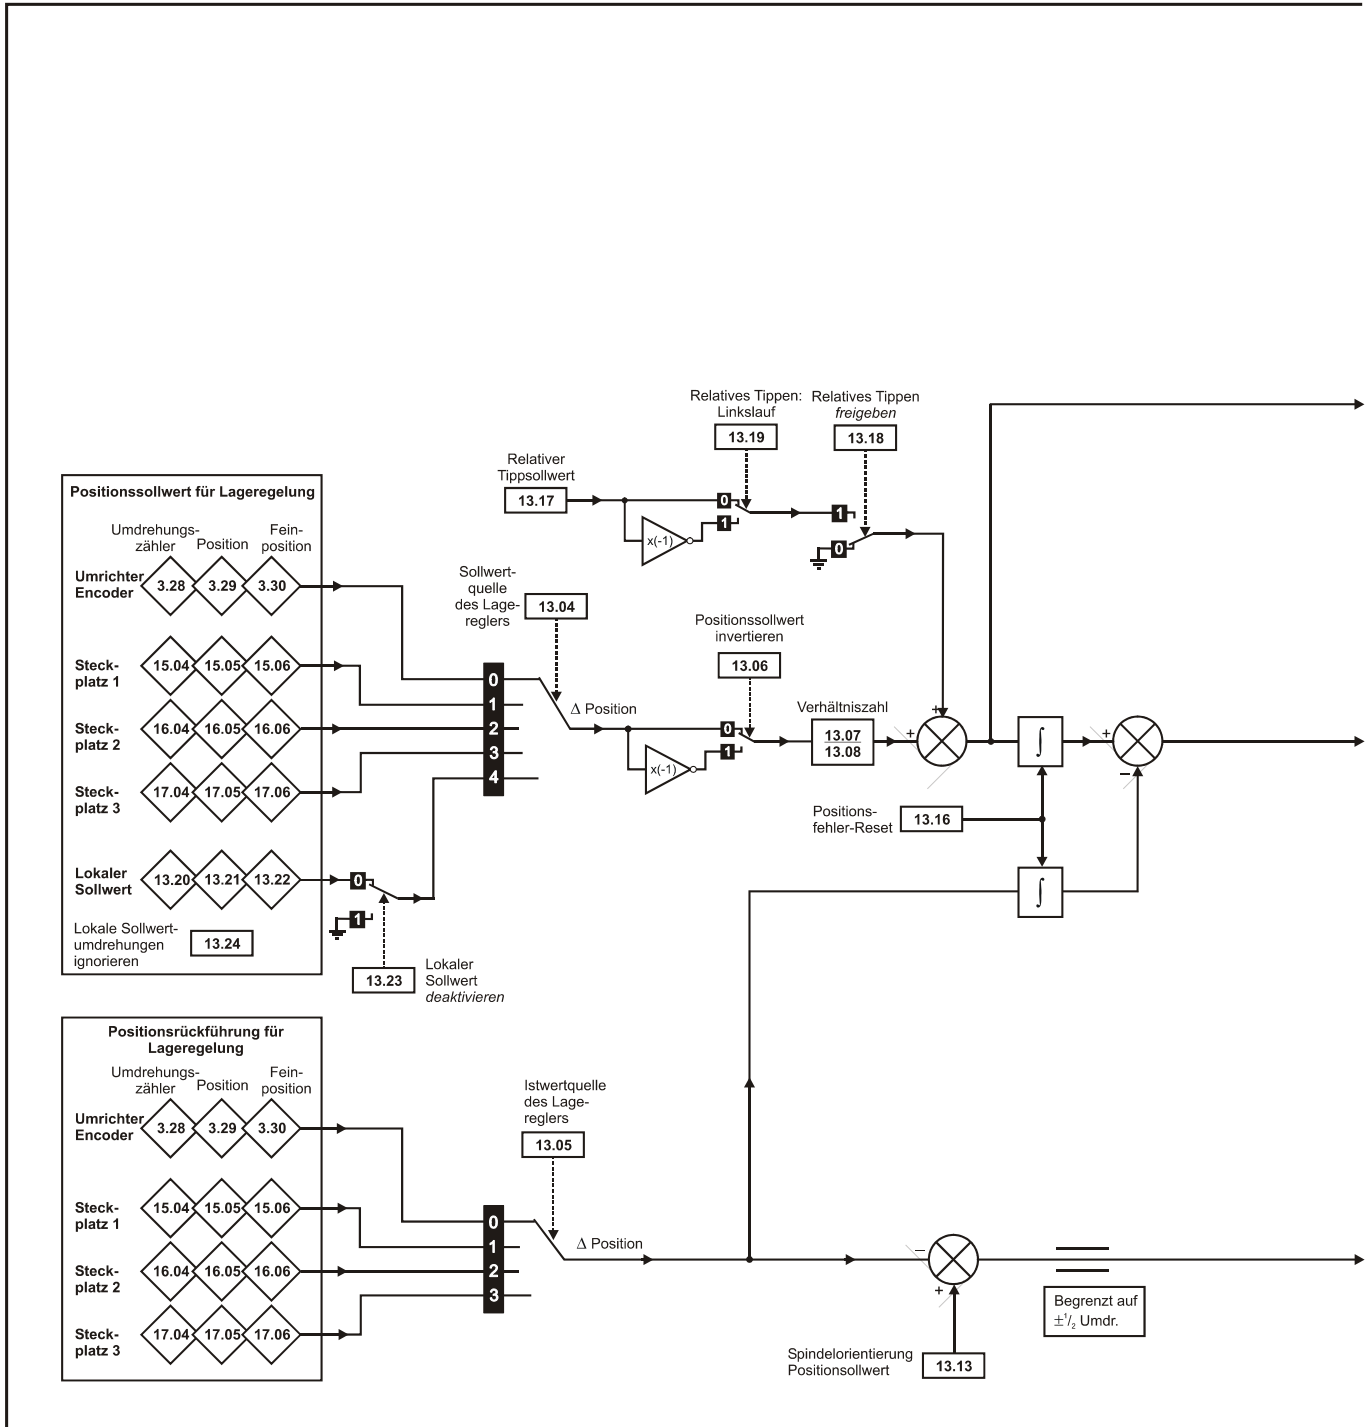 Relatives Tippen:
Linkslauf
13.19
Relatives Tippen
freigeben
13.18
Relativer
Tippsollwert
13.17
0
1
x(-1)
1
0
Positionssollwert für Lageregelung
Umdrehungs-
zähler
Position
Fein-
position
Umrichter
Encoder
3.28
3.29
3.30
Steck-
platz 1
15.04
15.05
15.06
Steck-
platz 2
16.04
16.05
16.06
Steck-
platz 3
17.04
17.05
17.06
Lokaler
Sollwert
13.20
13.21
13.22
Lokale Sollwert-
umdrehungen
ignorieren
13.24
0
1
13.23
Lokaler
Sollwert
deaktivieren
Sollwert-
quelle
des Lage-
reglers
13.04
0
1
2
3
4
Δ Position
x(-1)
Positionssollwert
invertieren
13.06
0
1
Verhältniszahl
13.07
13.08
+
+
∫
+
−
Positions-
fehler-Reset
13.16
∫
Positionsrückführung für
Lageregelung
Umdrehungs-
zähler
Position
Fein-
position
Umrichter
Encoder
3.28
3.29
3.30
Steck-
platz 1
15.04
15.05
15.06
Steck-
platz 2
16.04
16.05
16.06
Steck-
platz 3
17.04
17.05
17.06
Istwertquelle
des Lage-
reglers
13.05
0
1
2
3
Δ Position
−
+
Begrenzt auf
±1/2 Umdr.
Spindelorientierung
Positionsollwert
13.13